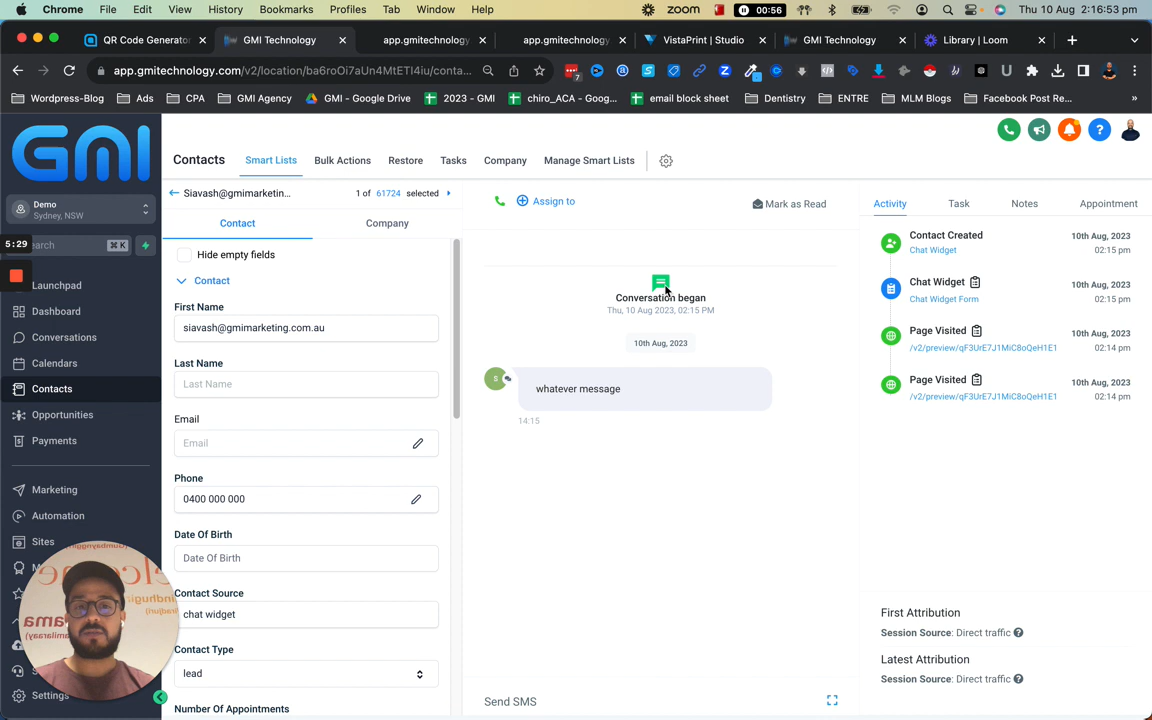 Chrome File Edit View History Bookmarks Profiles Tab Window Help zoom 00:56 Thu 10 Aug 2:16:53 pm
QR Code Generator GMI Technology app.gmitechnology app.gmitechnology VistaPrint | Studio GMI Technology Library | Loom
app.gmitechnology.com/v2/location/ba6roOi7aUn4MtETI4iu/conta... 7
Wordpress-Blog Ads CPA GMI Agency GMI - Google Drive 2023 - GMI chiro_ACA - Goog... email block sheet Dentistry ENTRE MLM Blogs Facebook Post Re... »
GMI
Demo
Sydney, NSW
5:29 earch ⌘ K
Launchpad
Dashboard
Conversations
Calendars
Contacts
Opportunities
Payments
Marketing
Automation
Sites
Settings
Contacts Smart Lists Bulk Actions Restore Tasks Company Manage Smart Lists
Siavash@gmimarketin... 1 of 61724 selected
Contact Company
Hide empty fields
Contact
First Name
siavash@gmimarketing.com.au
Last Name
Last Name
Email
Email
Phone
0400 000 000
Date Of Birth
Date Of Birth
Contact Source
chat widget
Contact Type
lead
Number Of Appointments
Assign to Mark as Read
Conversation began
Thu, 10 Aug 2023, 02:15 PM
10th Aug, 2023
S whatever message
14:15
Send SMS
Activity Task Notes Appointment
Contact Created 10th Aug, 2023
Chat Widget 02:15 pm
Chat Widget 10th Aug, 2023
Chat Widget Form 02:15 pm
Page Visited 10th Aug, 2023
/v2/preview/qF3UrE7J1MiC8oQeH1E1 02:14 pm
Page Visited 10th Aug, 2023
/v2/preview/qF3UrE7J1MiC8oQeH1E1 02:14 pm
First Attribution
Session Source: Direct traffic
Latest Attribution
Session Source: Direct traffic